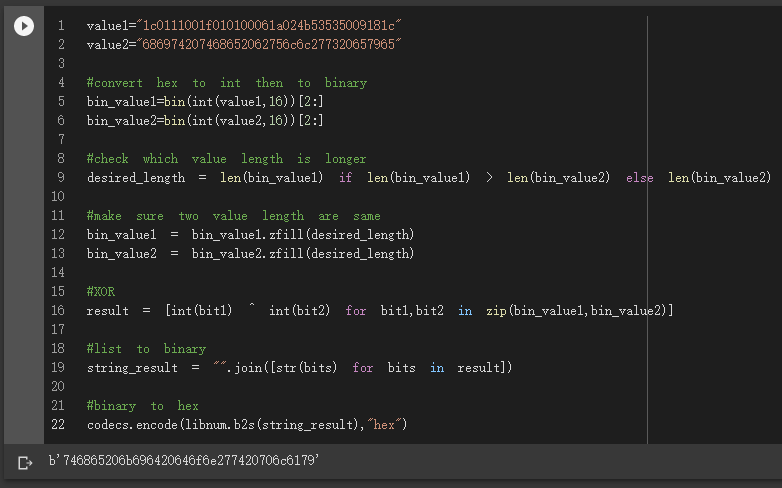 1 value1="1c0111001f010100061a024b53535009181c"
2 value2="686974207468652062756c6c277320657965"
3
4 #convert hex to int then to binary
5 bin_value1=bin(int(value1,16))[2:]
6 bin_value2=bin(int(value2,16))[2:]
7
8 #check which value length is longer
9 desired_length = len(bin_value1) if len(bin_value1) > len(bin_value2) else len(bin_value2)
10
11 #make sure two value length are same
12 bin_value1 = bin_value1.zfill(desired_length)
13 bin_value2 = bin_value2.zfill(desired_length)
14
15 #XOR
16 result = [int(bit1) ^ int(bit2) for bit1,bit2 in zip(bin_value1,bin_value2)]
17
18 #list to binary
19 string_result = "".join([str(bits) for bits in result])
20
21 #binary to hex
22 codecs.encode(libnum.b2s(string_result),"hex")
b'746865206b696420646f6e277420706c6179'